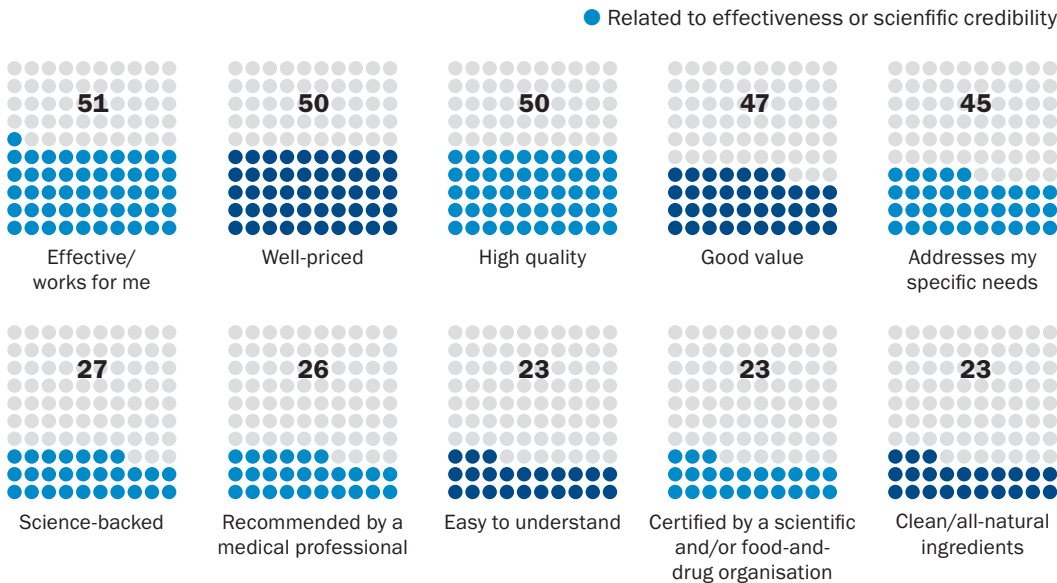 Related to effectiveness or scienfific credibility
51
50
50
47
45
Effective/
works for me
Well-priced
High quality
Good value
Addresses my
specific needs
27
26
23
23
23
Science-backed
Recommended by a
medical professional
Easy to understand
Certified by a scientific
and/or food-and-
drug organisation
Clean/all-natural
ingredients